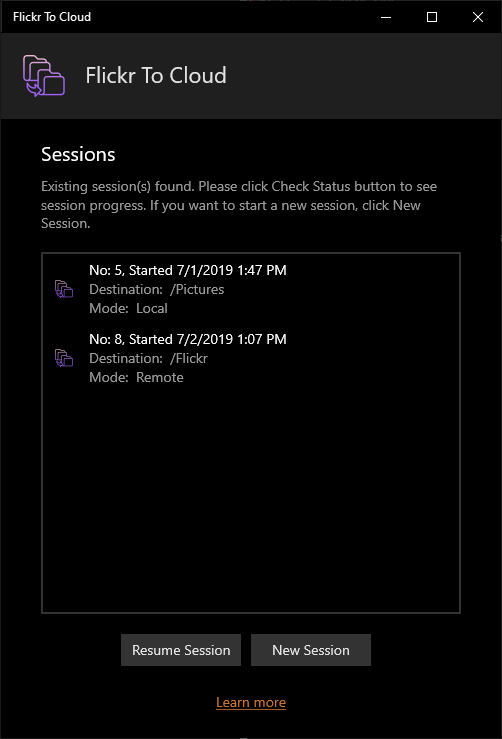 Flickr To Cloud
Flickr To Cloud
Sessions
Existing session(s) found. Please click Check Status button to see
session progress. If you want to start a new session, click New
Session.
No: 5, Started 7/1/2019 1:47 PM
Destination:  /Pictures
Mode:  Local
No: 8, Started 7/2/2019 1:07 PM
Destination:  /Flickr
Mode:  Remote
Resume Session
New Session
Learn more